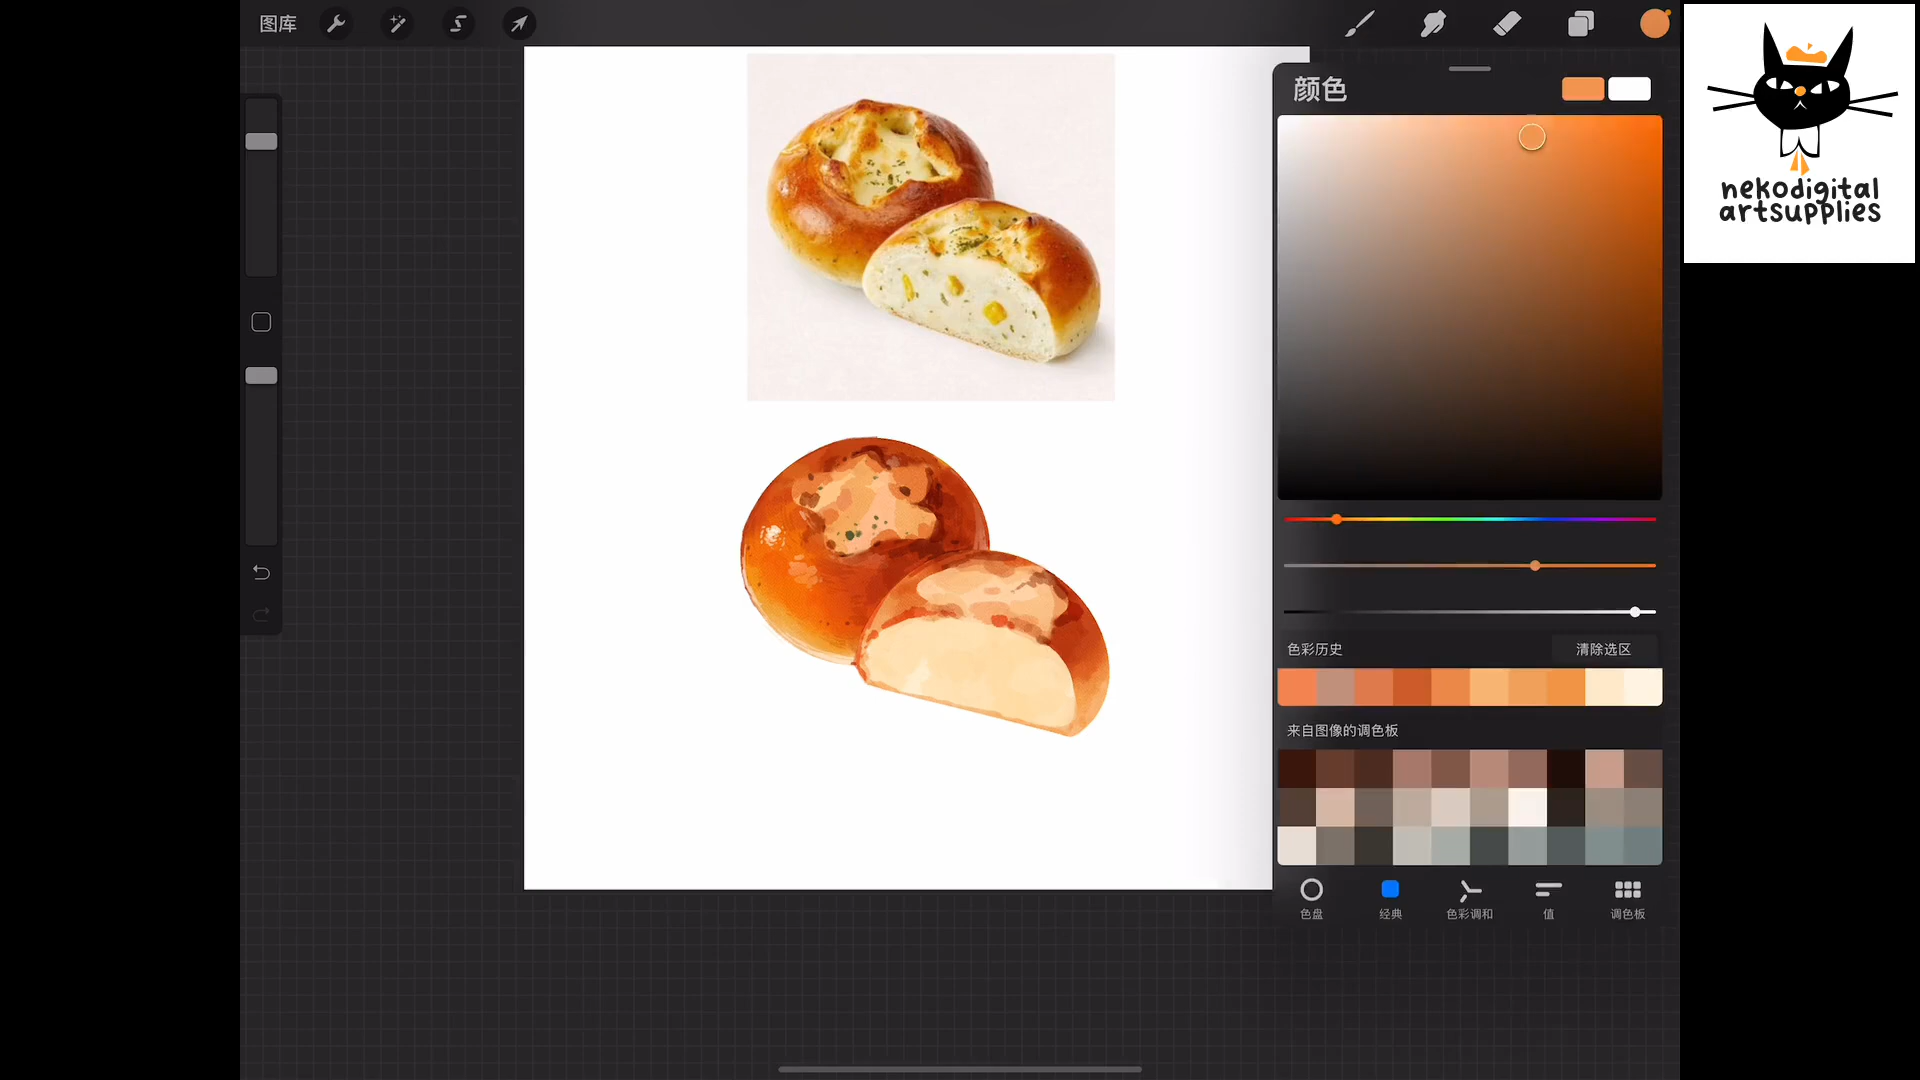 图库
颜色
nekodigital
artsupplies
色彩历史
清除选区
来自图像的调色板
色盘
经典
色彩调和
值
调色板